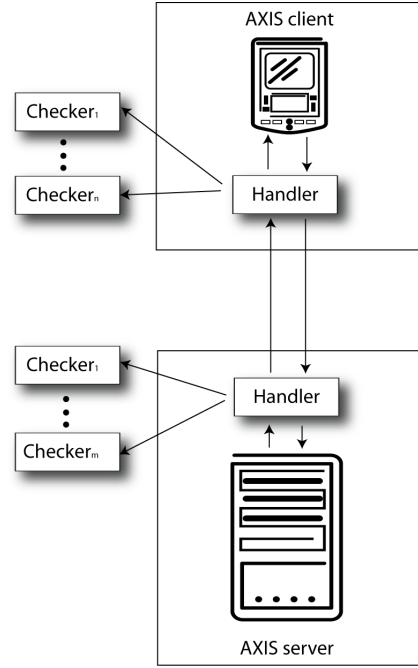 AXIS client
Checker₁
Checkerₙ
Handler
Checker₁
Handler
Checkerₘ
AXIS server